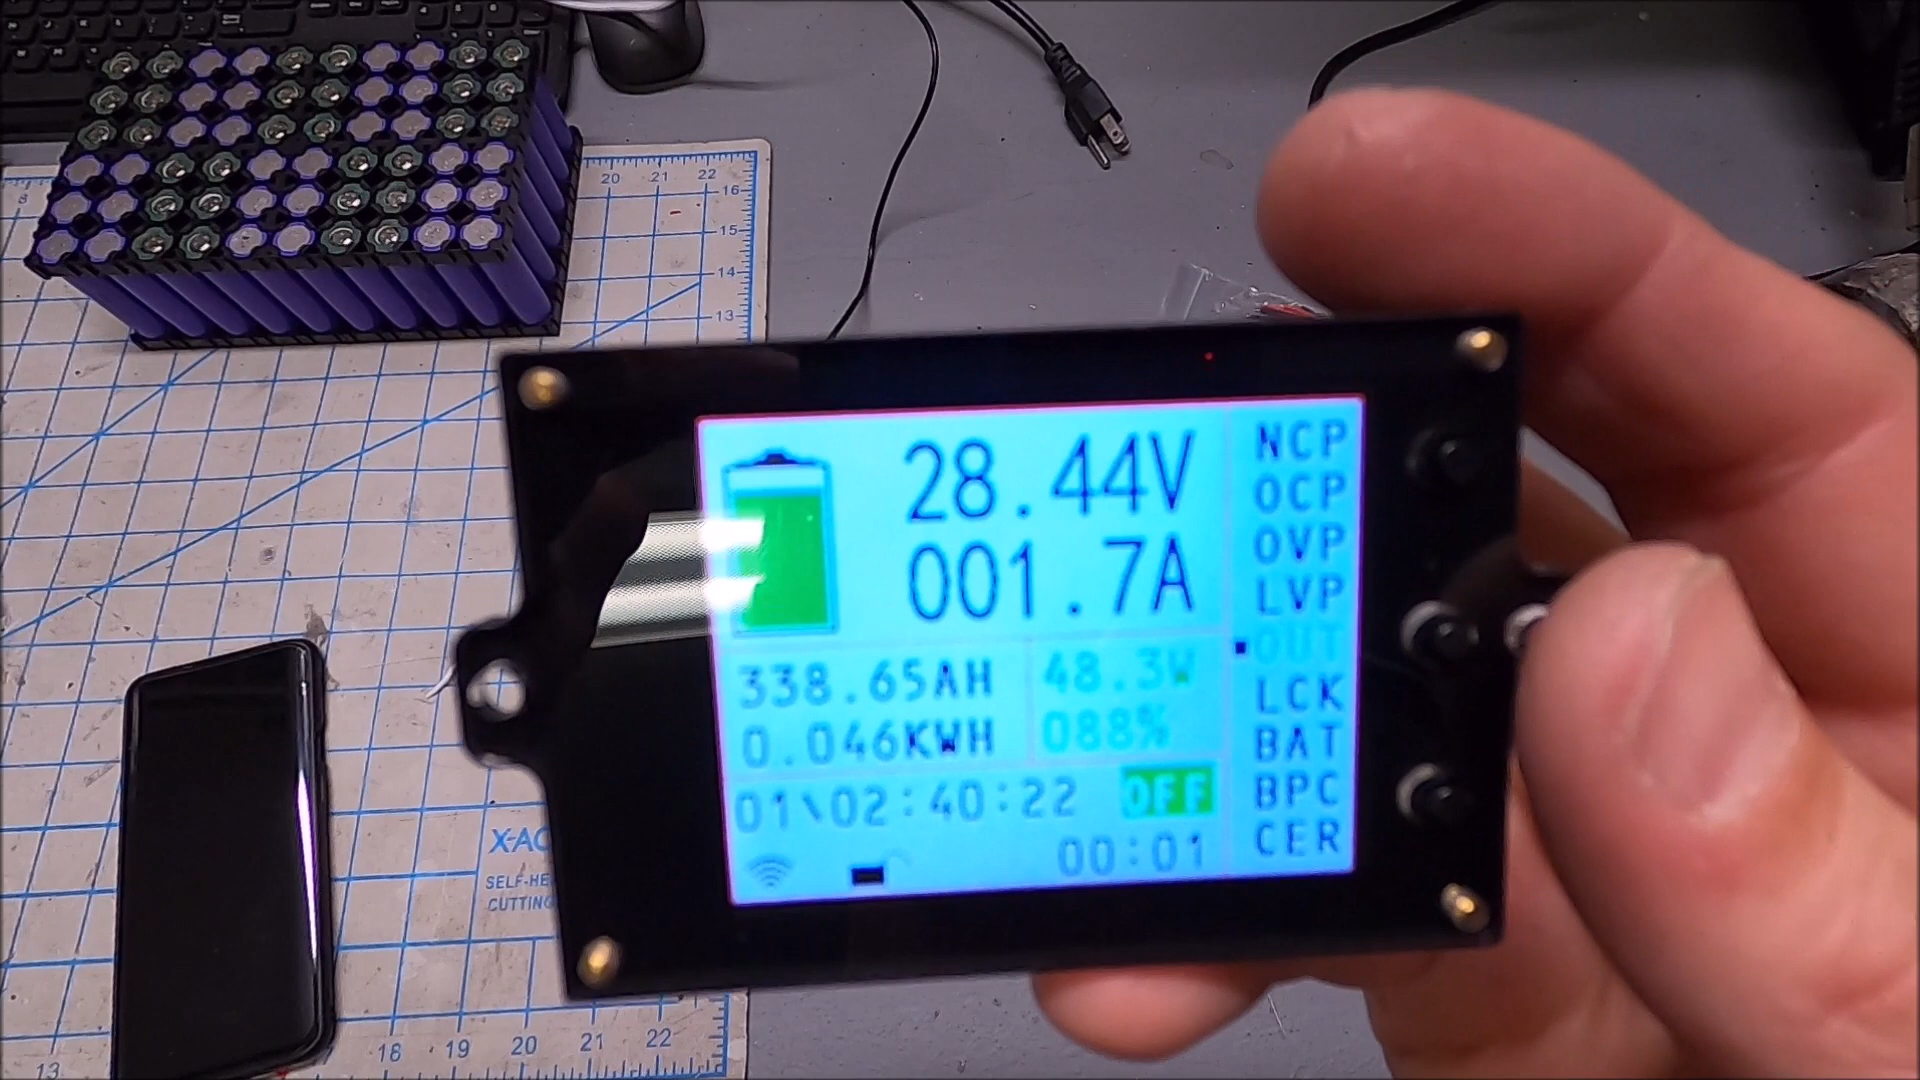 20 21 22
16
15
14
13
8
28.44V
001.7A
338.65AH
48.3W
0.046KWH
088%
01\02:40:22
OFF
00:01
NCP
OCP
OVP
LVP
OUT
LCK
BAT
BPC
CER
SELF-HE
CUTTING
18 19 20 21 22
13